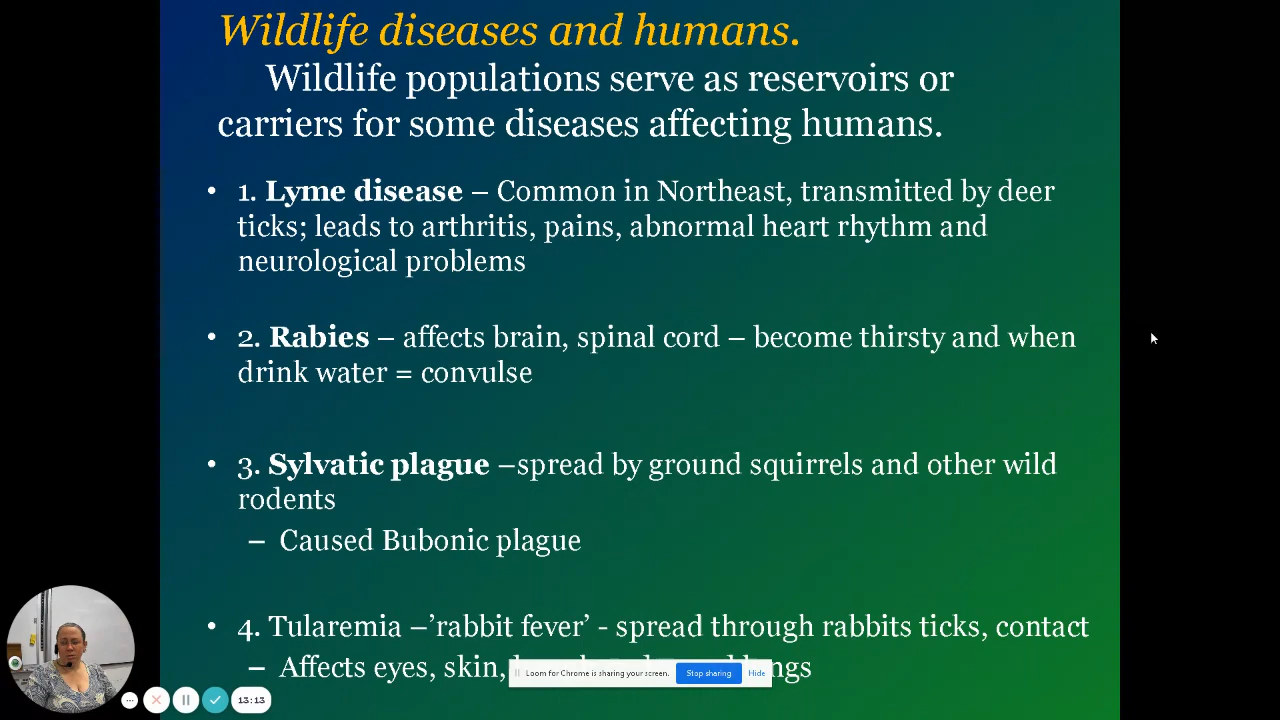 Wildlife diseases and humans.
Wildlife populations serve as reservoirs or
carriers for some diseases affecting humans.
• 1. Lyme disease – Common in Northeast, transmitted by deer
ticks; leads to arthritis, pains, abnormal heart rhythm and
neurological problems
• 2. Rabies – affects brain, spinal cord – become thirsty and when
drink water = convulse
• 3. Sylvatic plague –spread by ground squirrels and other wild
rodents
– Caused Bubonic plague
• 4. Tularemia –’rabbit fever’ - spread through rabbits ticks, contact
– Affects eyes, skin, lungs
Loom for Chrome is sharing your screen. Stop sharing Hide
13:13